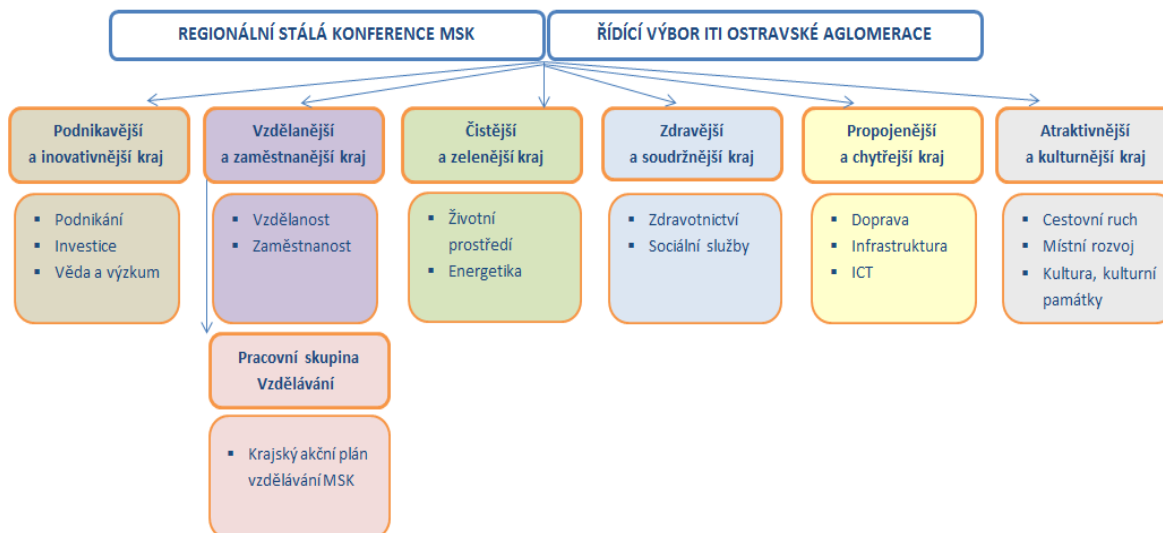 REGIONÁLNÍ STÁLÁ KONFERENCE MSK
ŘÍDÍCÍ VÝBOR ITI OSTRAVSKÉ AGLOMERACE
Podnikavější
a inovativnější kraj
Vzdělanější
a zaměstnanější kraj
Čistější
a zelenější kraj
Zdravější
a soudržnější kraj
Propojenější
a chytřejší kraj
Atraktivnější
a kulturnější kraj
▪ Podnikání
▪ Investice
▪ Věda a výzkum
▪ Vzdělanost
▪ Zaměstnanost
▪ Životní
prostředí
▪ Energetika
▪ Zdravotnictví
▪ Sociální služby
▪ Doprava
▪ Infrastruktura
▪ ICT
▪ Cestovní ruch
▪ Místní rozvoj
▪ Kultura, kulturní
památky
Pracovní skupina
Vzdělávání
▪ Krajský akční plán
vzdělávání MSK